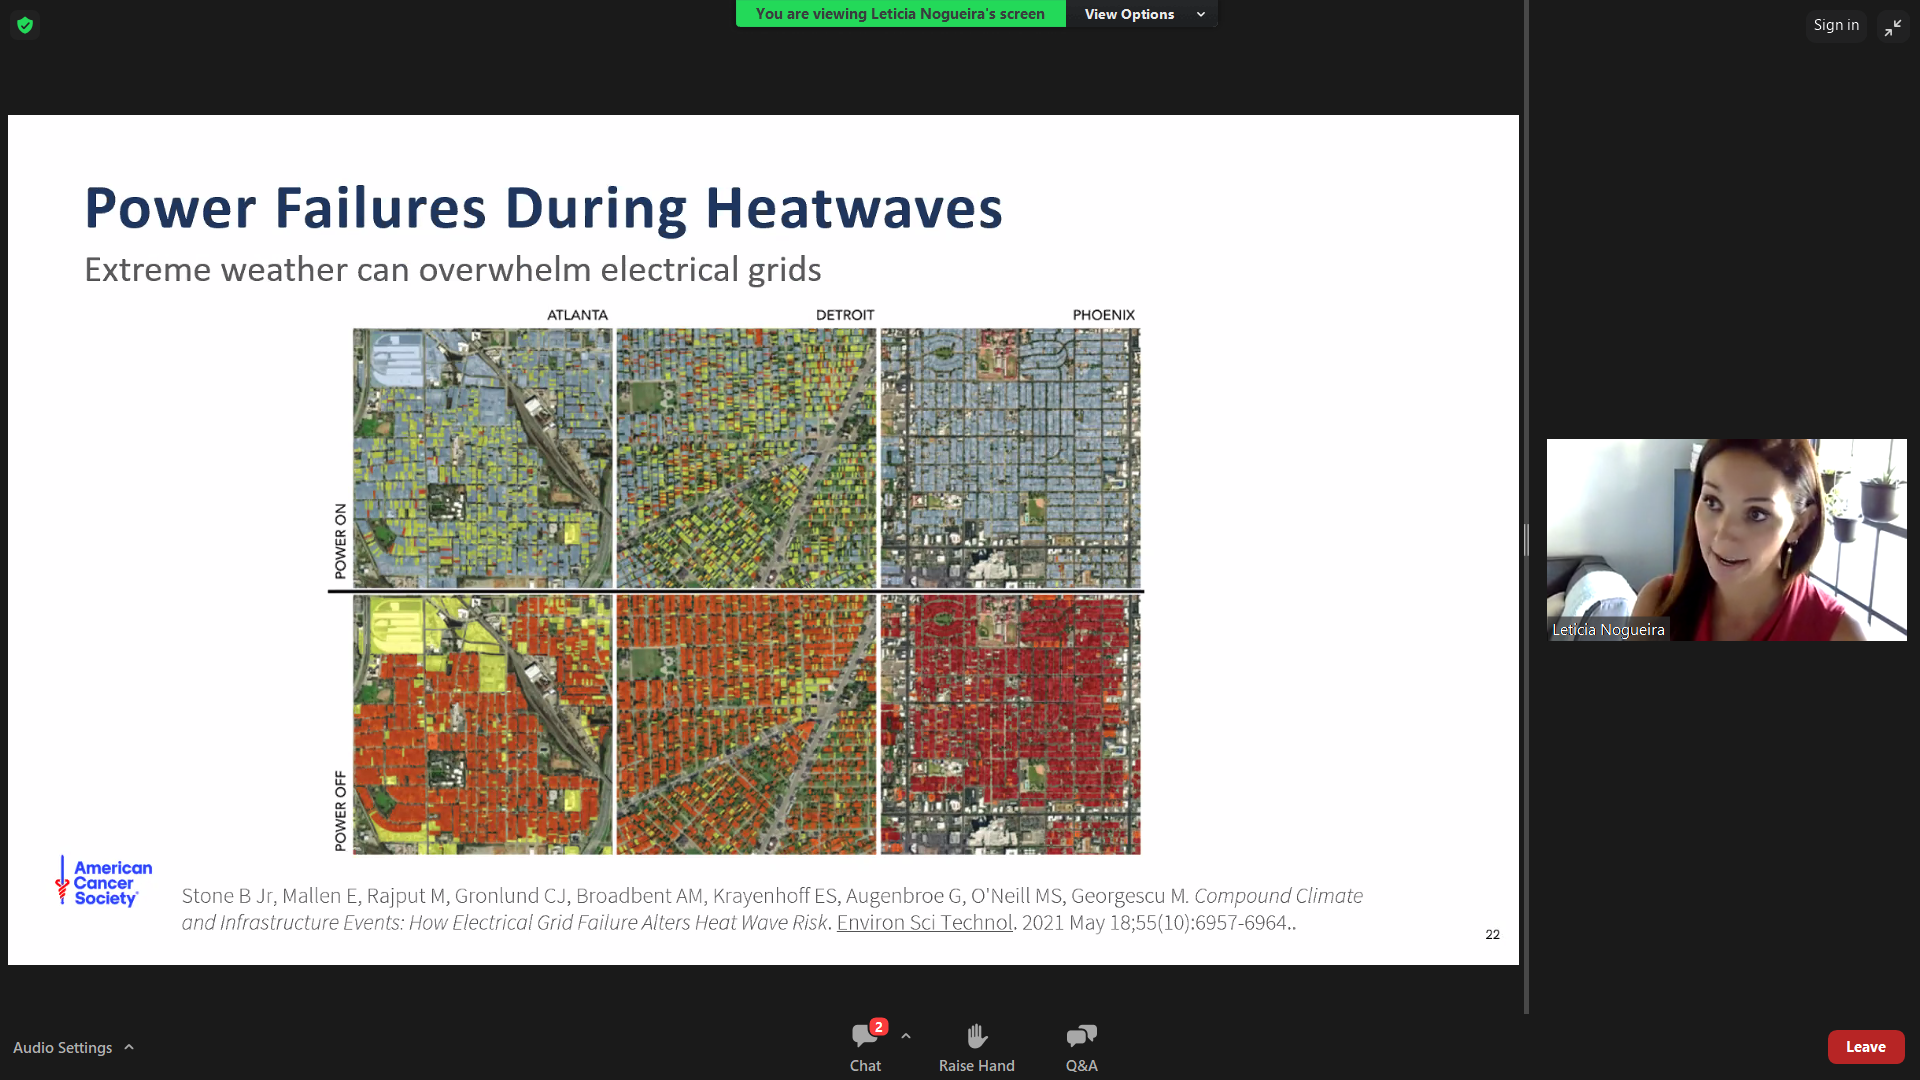 You are viewing Leticia Nogueira's screen
View Options
Sign in
Power Failures During Heatwaves
Extreme weather can overwhelm electrical grids
ATLANTA
DETROIT
PHOENIX
POWER ON
POWER OFF
Leticia Nogueira
American
Cancer
Society
Stone B Jr, Mallen E, Rajput M, Gronlund CJ, Broadbent AM, Krayenhoff ES, Augenbroe G, O'Neill MS, Georgescu M. Compound Climate
and Infrastructure Events: How Electrical Grid Failure Alters Heat Wave Risk. Environ Sci Technol. 2021 May 18;55(10):6957-6964..
22
Audio Settings
2
Chat
Raise Hand
Q&A
Leave